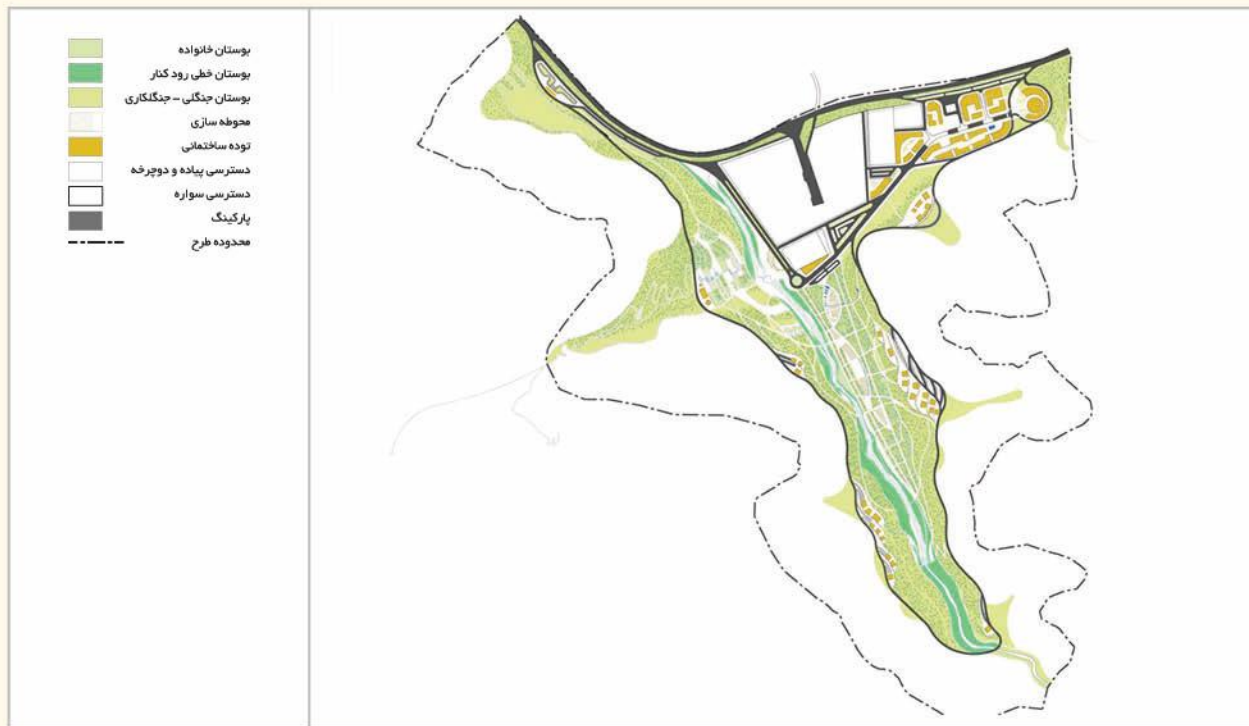 بوستان خانواده
بوستان خطی رود کنار
بوستان جنگلی - جنگلکاری
محوطه سازی
توده ساختمانی
دسترسی پیاده و دوچرخه
دسترسی سواره
پارکینگ
محدوده طرح